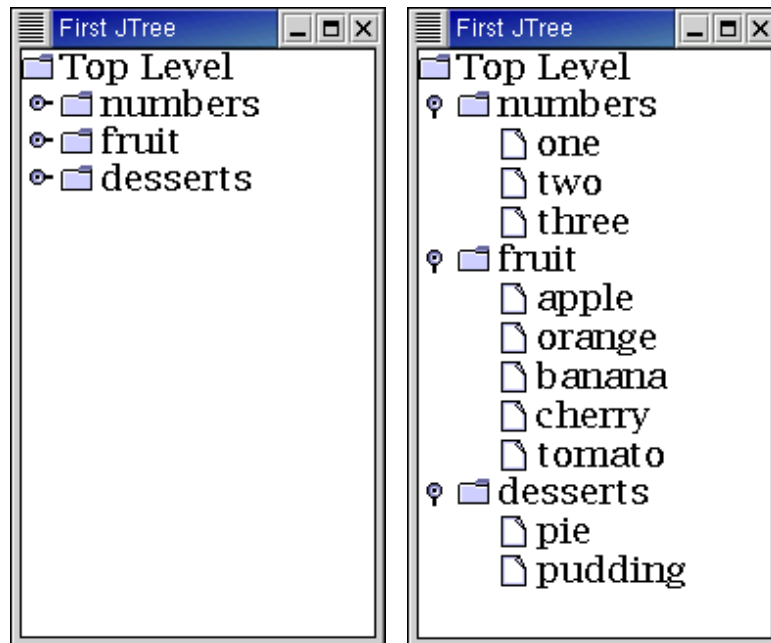 First JTree
Top Level
numbers
fruit
desserts
First JTree
Top Level
numbers
one
two
three
fruit
apple
orange
banana
cherry
tomato
desserts
pie
pudding